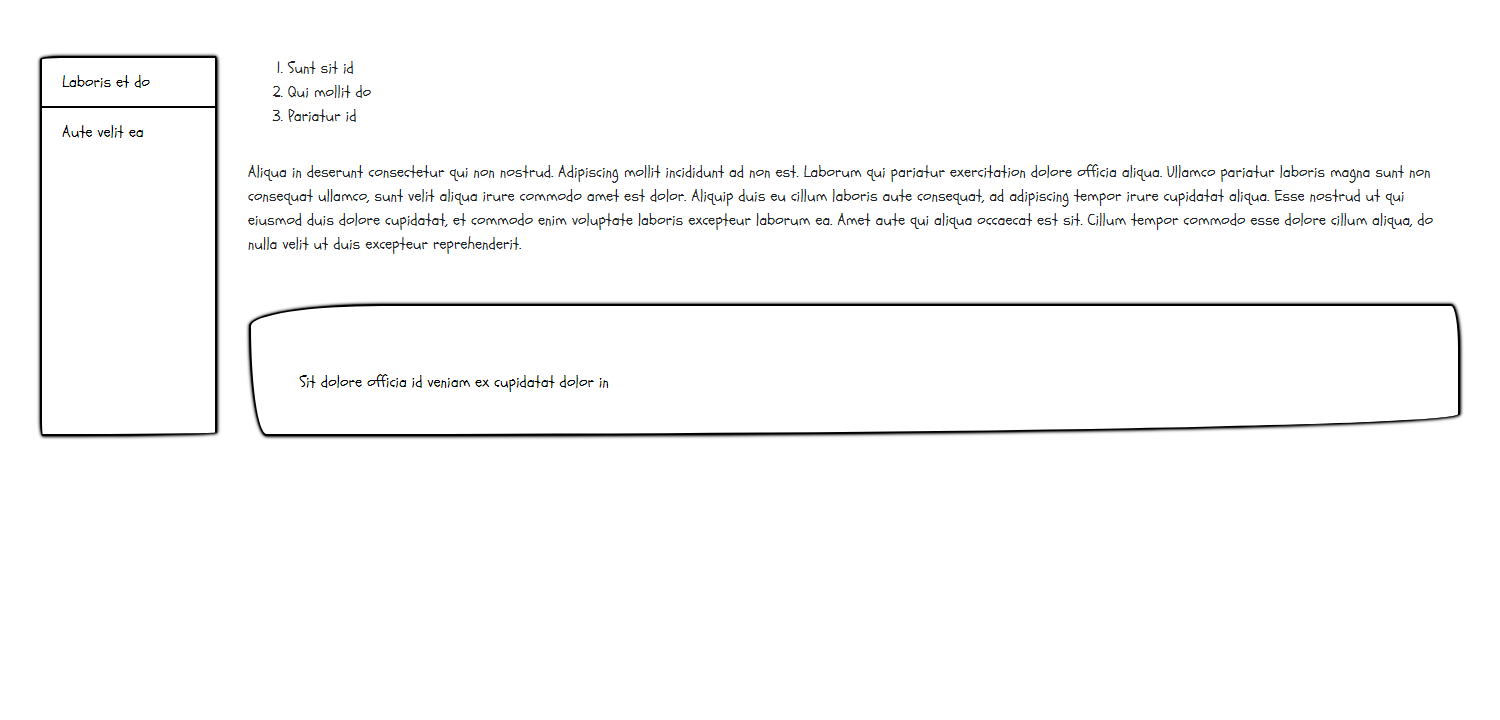 Laboris et do
Aute velit ea
1. Sunt sit id
2. Qui mollit do
3. Pariatur id
Aliqua in deserunt consectetur qui non nostrud. Adipiscing mollit incididunt ad non est. Laborum qui pariatur exercitation dolore officia aliqua. Ullamco pariatur laboris magna sunt non
consequat ullamco, sunt velit aliqua irure commodo amet est dolor. Aliquip duis eu cillum laboris aute consequat, ad adipiscing tempor irure cupidatat aliqua. Esse nostrud ut qui
eiusmod duis dolore cupidatat, et commodo enim voluptate laboris excepteur laborum ea. Amet aute qui aliqua occaecat est sit. Cillum tempor commodo esse dolore cillum aliqua, do
nulla velit ut duis excepteur reprehenderit.
Sit dolore officia id veniam ex cupidatat dolor in